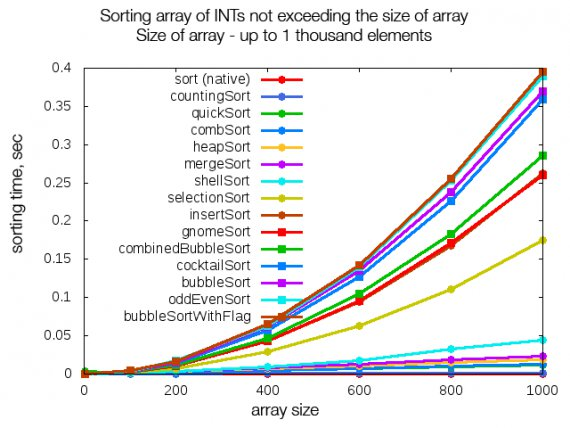 Sorting array of INTs not exceeding the size of array
Size of array - up to 1 thousand elements
sorting time, sec
0.4
0.35
0.3
0.25
0.2
0.15
0.1
0.05
0
sort (native)
countingSort
quickSort
combSort
heapSort
mergeSort
shellSort
selectionSort
insertSort
gnomeSort
combinedBubbleSort
cocktailSort
bubbleSort
oddEvenSort
bubbleSortWithFlag
0 200 400 600 800 1000
array size